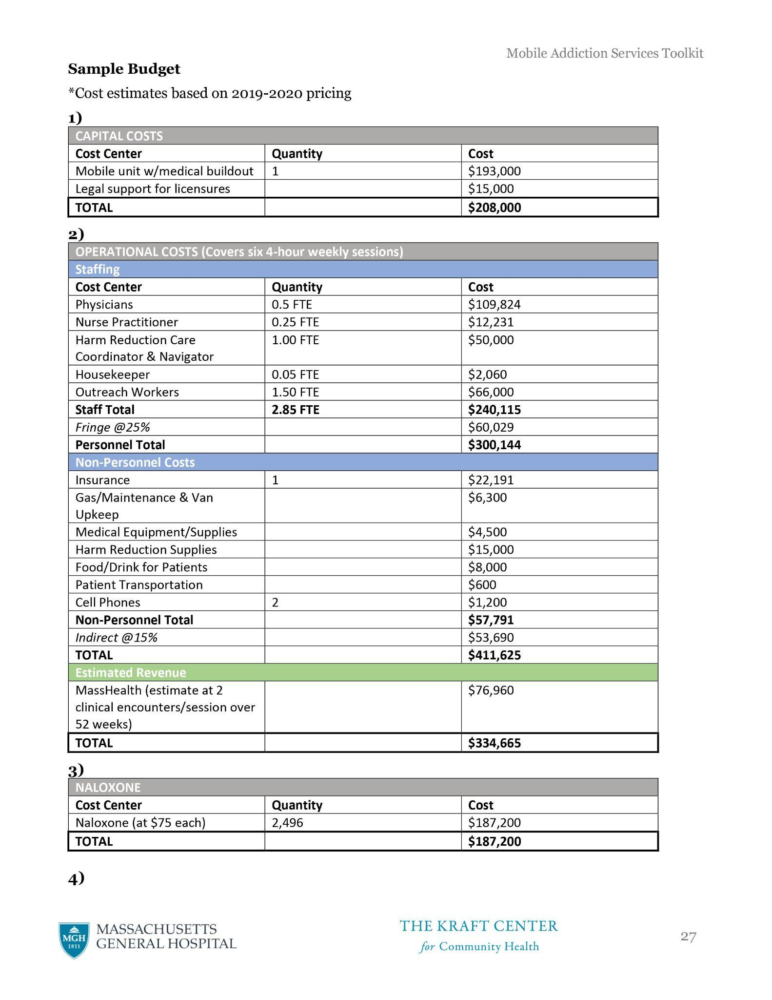 Mobile Addiction Services Toolkit
Sample Budget
*Cost estimates based on 2019-2020 pricing
1)
CAPITAL COSTS
Cost Center Quantity Cost
Mobile unit w/medical buildout 1 $193,000
Legal support for licensures $15,000
TOTAL $208,000
2)
OPERATIONAL COSTS (Covers six 4-hour weekly sessions)
Staffing
Cost Center Quantity Cost
Physicians 0.5 FTE $109,824
Nurse Practitioner 0.25 FTE $12,231
Harm Reduction Care 1.00 FTE $50,000
Coordinator & Navigator
Housekeeper 0.05 FTE $2,060
Outreach Workers 1.50 FTE $66,000
Staff Total 2.85 FTE $240,115
Fringe @25% $60,029
Personnel Total $300,144
Non-Personnel Costs
Insurance 1 $22,191
Gas/Maintenance & Van $6,300
Upkeep
Medical Equipment/Supplies $4,500
Harm Reduction Supplies $15,000
Food/Drink for Patients $8,000
Patient Transportation $600
Cell Phones 2 $1,200
Non-Personnel Total $57,791
Indirect @15% $53,690
TOTAL $411,625
Estimated Revenue
MassHealth (estimate at 2 $76,960
clinical encounters/session over
52 weeks)
TOTAL $334,665
3)
NALOXONE
Cost Center Quantity Cost
Naloxone (at $75 each) 2,496 $187,200
TOTAL $187,200
4)
MGH
1811
MASSACHUSETTS
GENERAL HOSPITAL
THE KRAFT CENTER
for Community Health
27